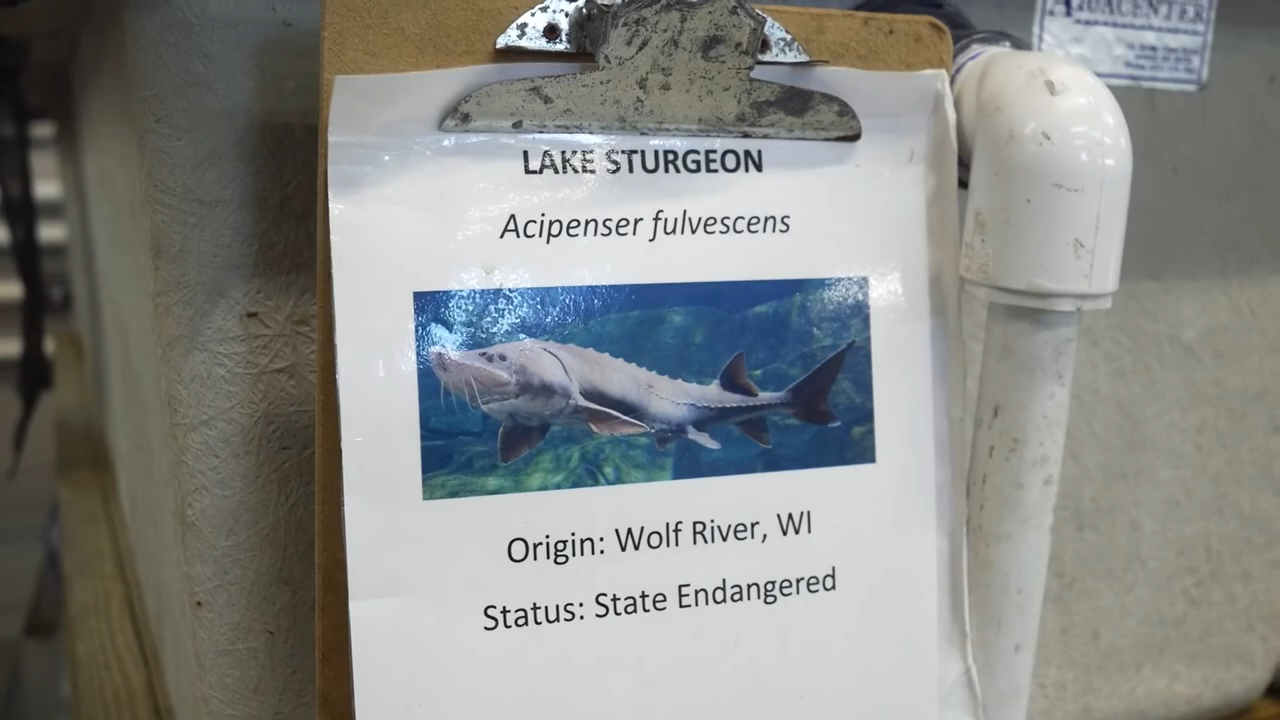 AQUACENTER
LAKE STURGEON
Acipenser fulvescens
Origin: Wolf River, WI
Status: State Endangered